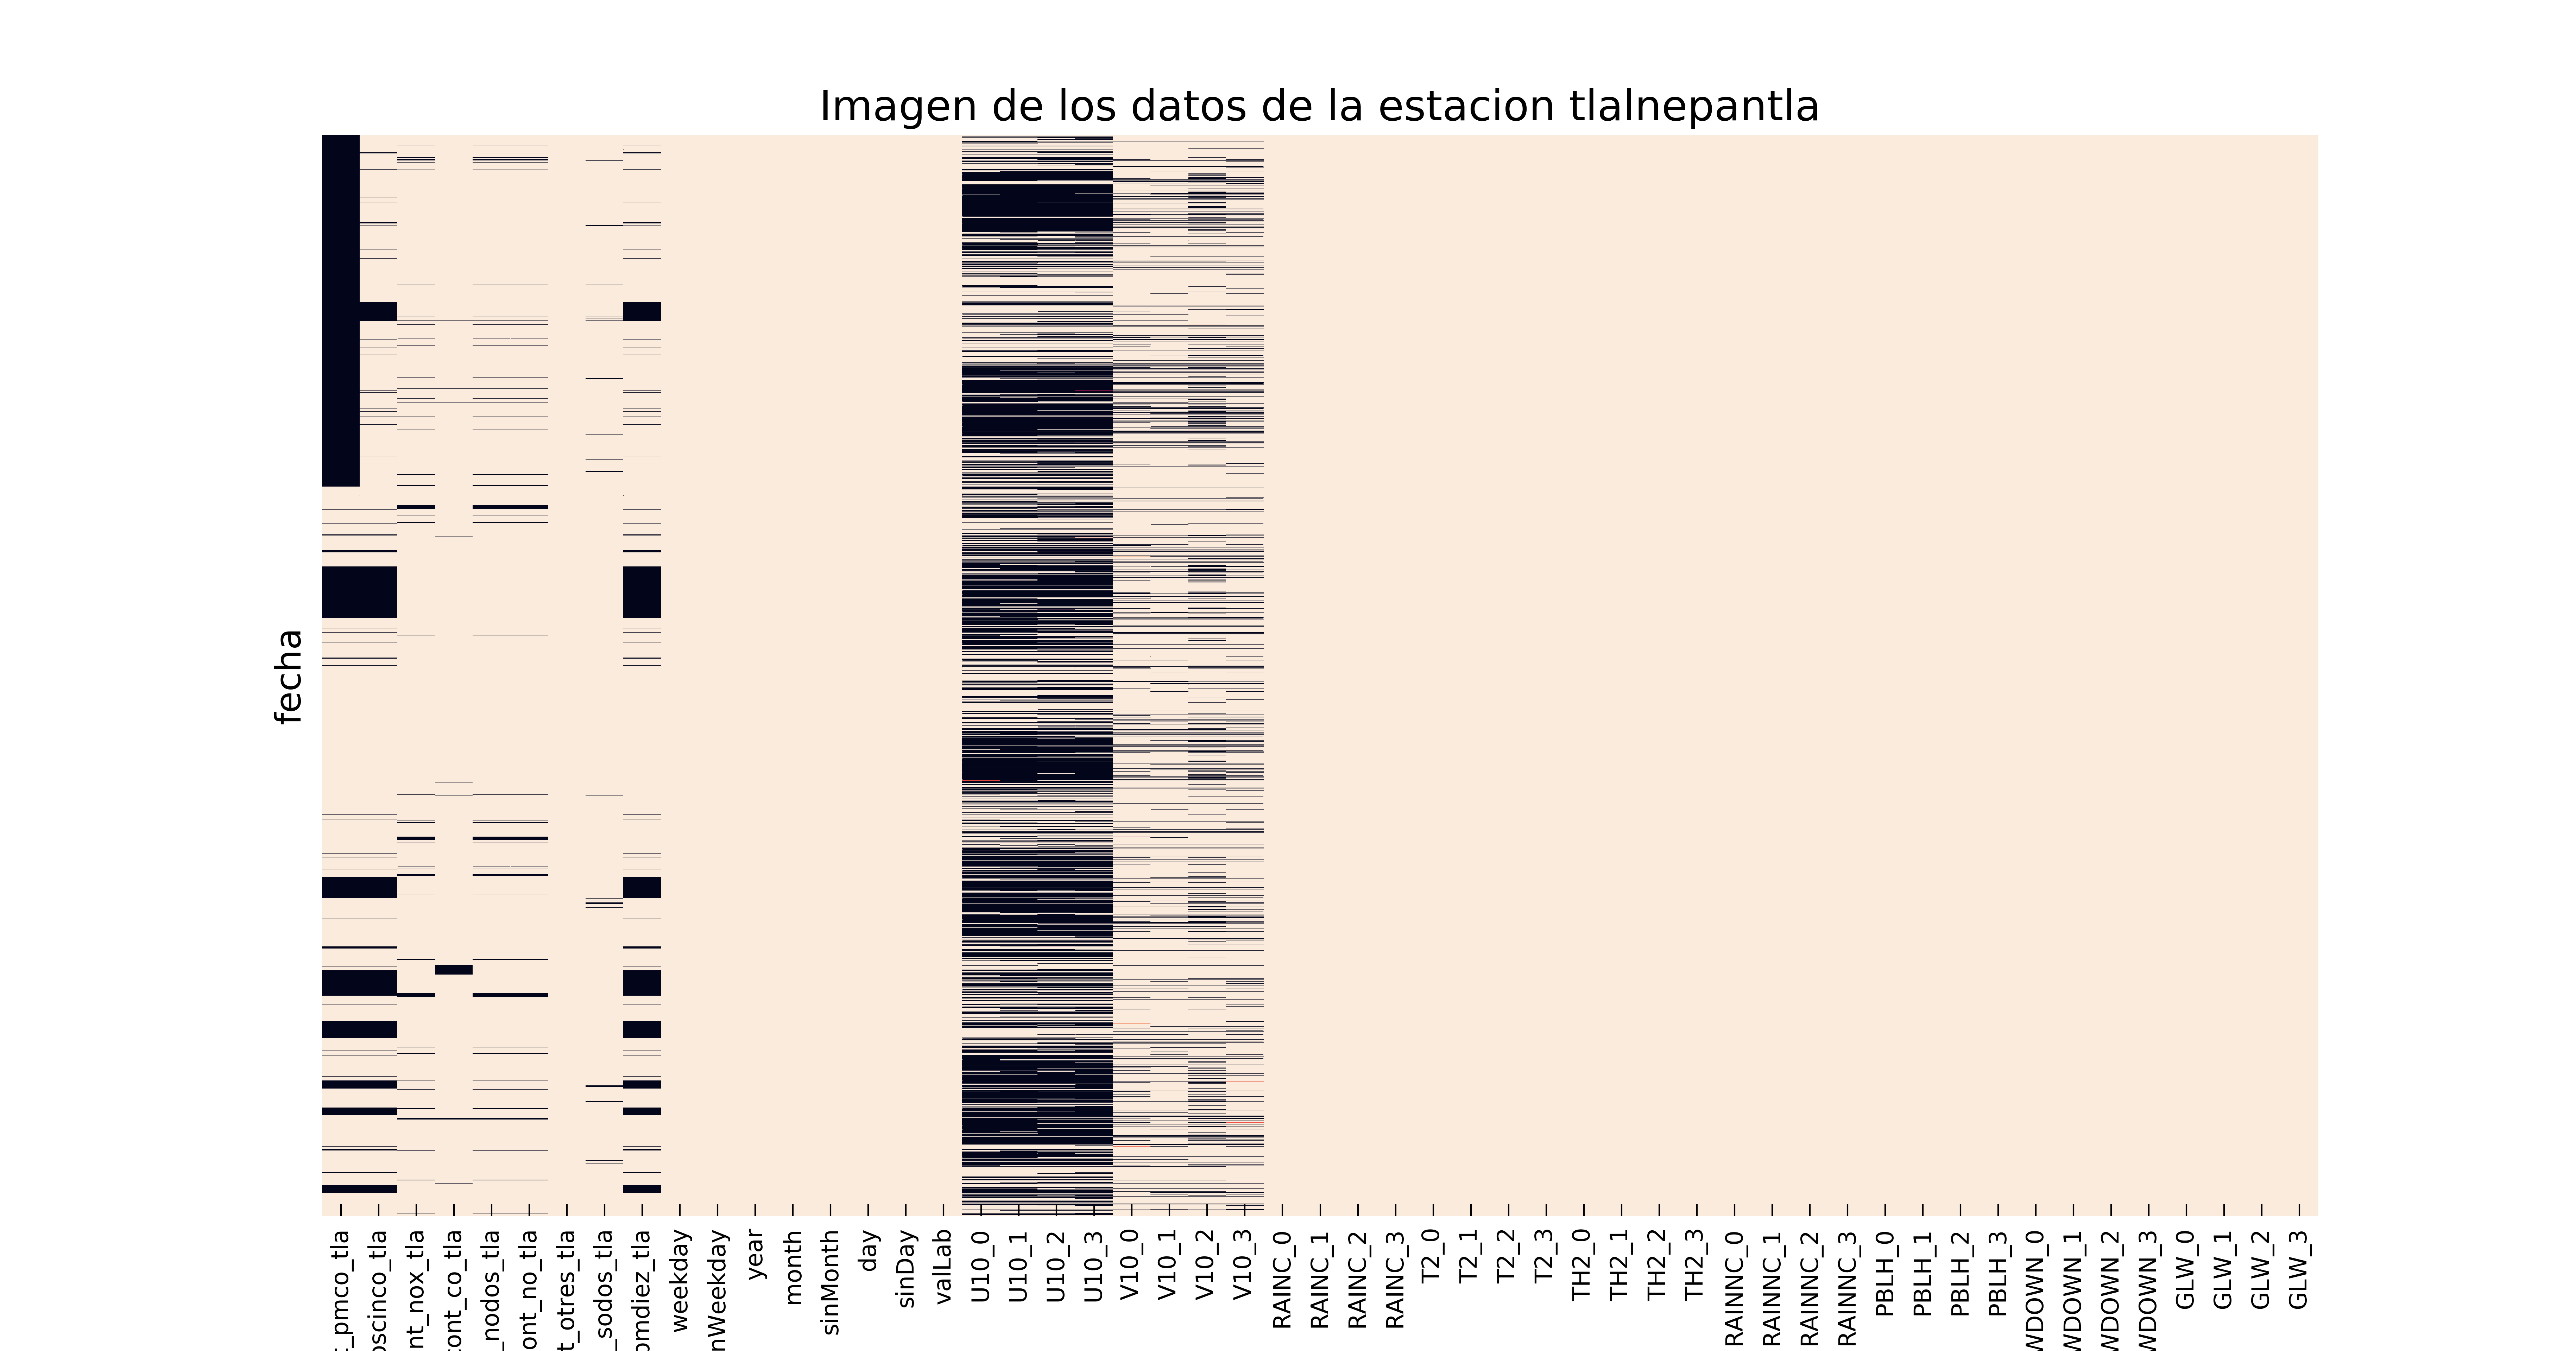 Imagen de los datos de la estacion tlalnepantla
fecha
_pmco_tla
oscinco_tla
nt_nox_tla
cont_co_tla
_nodos_tla
ont_no_tla
t_otres_tla
_sodos_tla
pmdiez_tla
weekday
nWeekday
year
month
sinMonth
day
sinDay
valLab
U10_0
U10_1
U10_2
U10_3
V10_0
V10_1
V10_2
V10_3
RAINC_0
RAINC_1
RAINC_2
RAINC_3
T2_0
T2_1
T2_2
T2_3
TH2_0
TH2_1
TH2_2
TH2_3
RAINNC_0
RAINNC_1
RAINNC_2
RAINNC_3
PBLH_0
PBLH_1
PBLH_2
PBLH_3
WDOWN_0
WDOWN_1
WDOWN_2
WDOWN_3
GLW_0
GLW_1
GLW_2
GLW_3